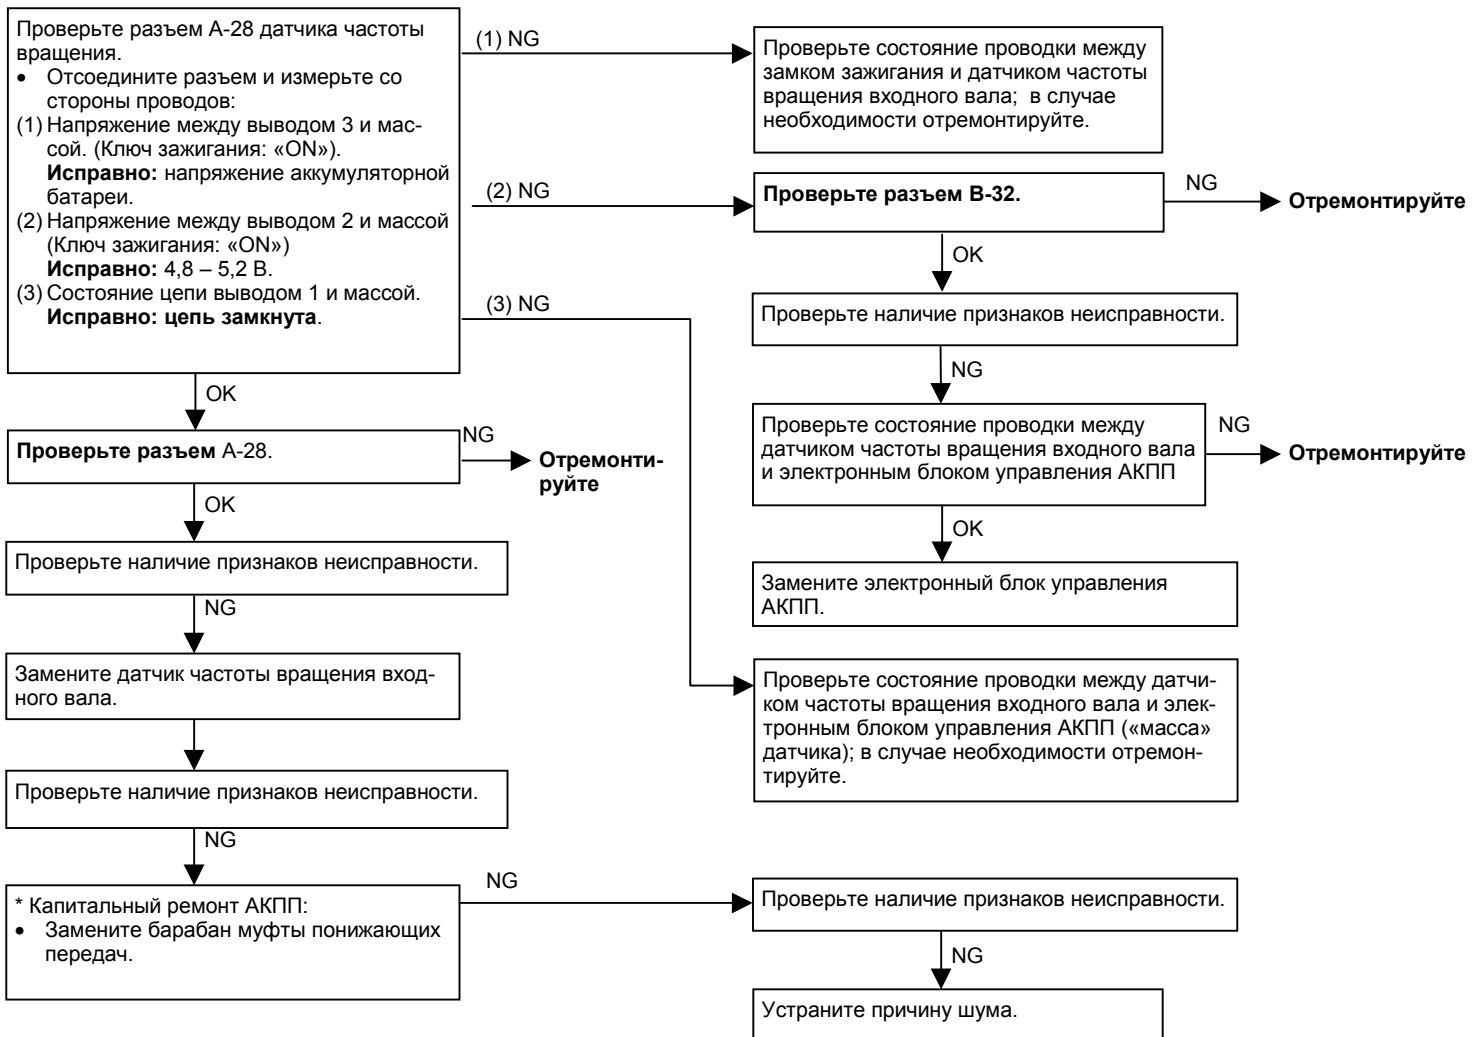 Проверьте разъем А-28 датчика частоты
вращения.
• Отсоедините разъем и измерьте со
стороны проводов:
(1) Напряжение между выводом 3 и мас-
сой. (Ключ зажигания: «ON»).
Исправно: напряжение аккумуляторной
батареи.
(2) Напряжение между выводом 2 и массой
(Ключ зажигания: «ON»)
Исправно: 4,8 – 5,2 В.
(3) Состояние цепи выводом 1 и массой.
Исправно: цепь замкнута.
(1) NG
Проверьте состояние проводки между
замком зажигания и датчиком частоты
вращения входного вала; в случае
необходимости отремонтируйте.
(2) NG
Проверьте разъем В-32.
NG
Отремонтируйте
OK
Проверьте наличие признаков неисправности.
NG
Проверьте состояние проводки между
датчиком частоты вращения входного вала
и электронным блоком управления АКПП
NG
Отремонтируйте
OK
Замените электронный блок управления
АКПП.
(3) NG
Проверьте состояние проводки между датчи-
ком частоты вращения входного вала и элек-
тронным блоком управления АКПП («масса»
датчика); в случае необходимости отремон-
тируйте.
OK
Проверьте разъем А-28.
NG
Отремонти-
руйте
OK
Проверьте наличие признаков неисправности.
NG
Замените датчик частоты вращения вход-
ного вала.
Проверьте наличие признаков неисправности.
NG
* Капитальный ремонт АКПП:
• Замените барабан муфты понижающих
передач.
NG
Проверьте наличие признаков неисправности.
NG
Устраните причину шума.